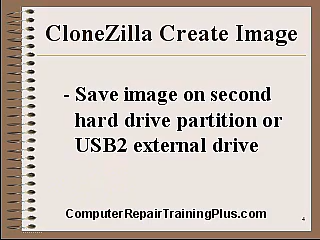 CloneZilla Create Image
- Save image on second
hard drive partition or
USB2 external drive
ComputerRepairTrainingPlus.com
4